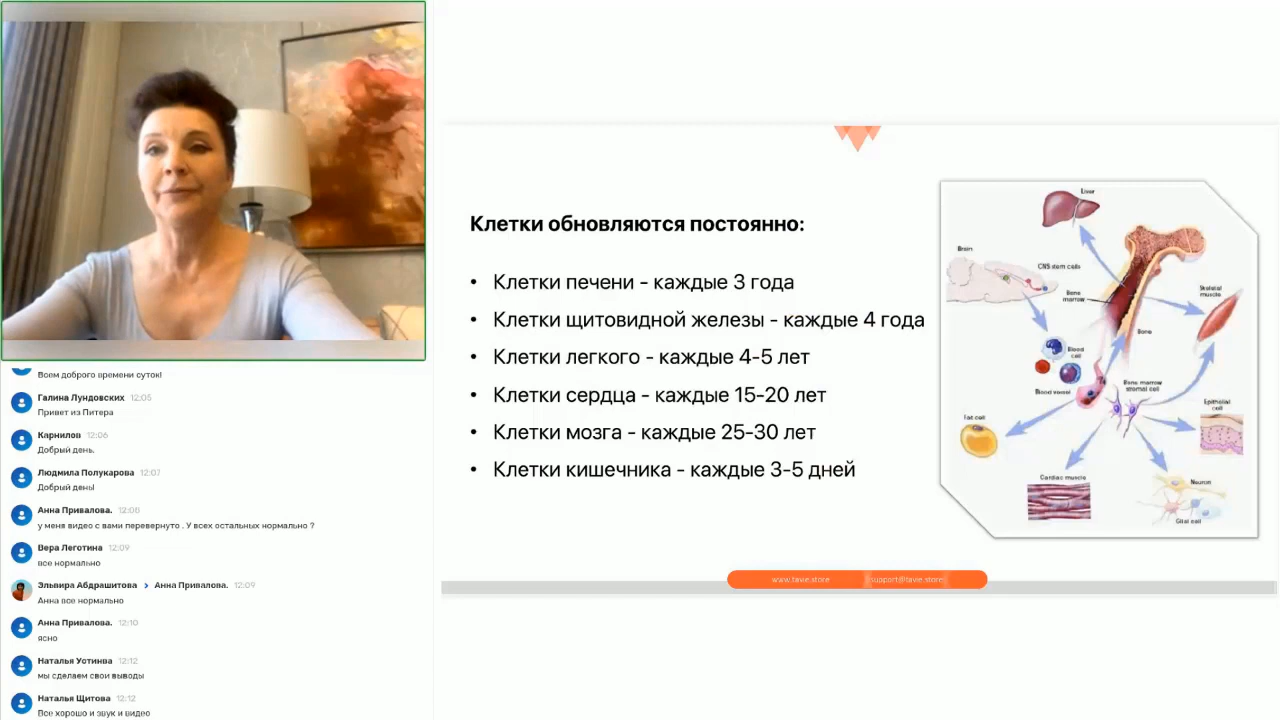 Всем доброго времени суток!
Галина Лундовских 12:05
Привет из Питера
Карнилов 12:06
Добрый день.
Людмила Полукарова 12:07
Добрый день!
Анна Привалова. 12:08
у меня видео с вами перевернуто . У всех остальных нормально ?
Вера Леготина 12:09
все нормально
Эльвира Абдрашитова > Анна Привалова. 12:09
Анна все нормально
Анна Привалова. 12:10
ясно
Наталья Устинва 12:12
мы сделаем свои выводы
Наталья Щитова 12:12
Все хорошо и звук и видео
Клетки обновляются постоянно:
• Клетки печени - каждые 3 года
• Клетки щитовидной железы - каждые 4 года
• Клетки легкого - каждые 4-5 лет
• Клетки сердца - каждые 15-20 лет
• Клетки мозга - каждые 25-30 лет
• Клетки кишечника - каждые 3-5 дней
Liver
Brain
CNS stem cells
Bone
marrow
Skeletal
muscle
Bone
Blood
cell
Blood vessel
Bone marrow
stromal cell
Epithelial
cell
Fat cell
Cardiac muscle
Neuron
Glial cell
www.tavie.store support@tavie.store